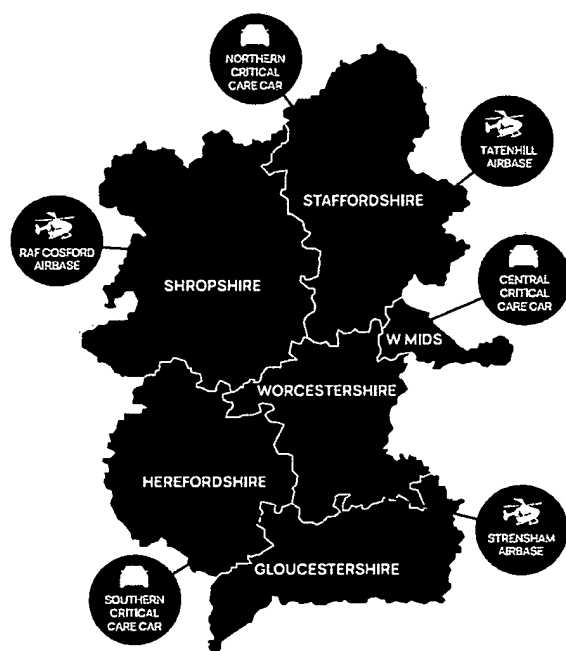 NORTHERN
CRITICAL
CARE CAR
TATENHILL
AIRBASE
STAFFORDSHIRE
RAF COSFORD
AIRBASE
SHROPSHIRE
CENTRAL
CRITICAL
CARE CAR
W MIDS
WORCESTERSHIRE
HEREFORDSHIRE
STRENSHAM
AIRBASE
GLOUCESTERSHIRE
SOUTHERN
CRITICAL
CARE CAR